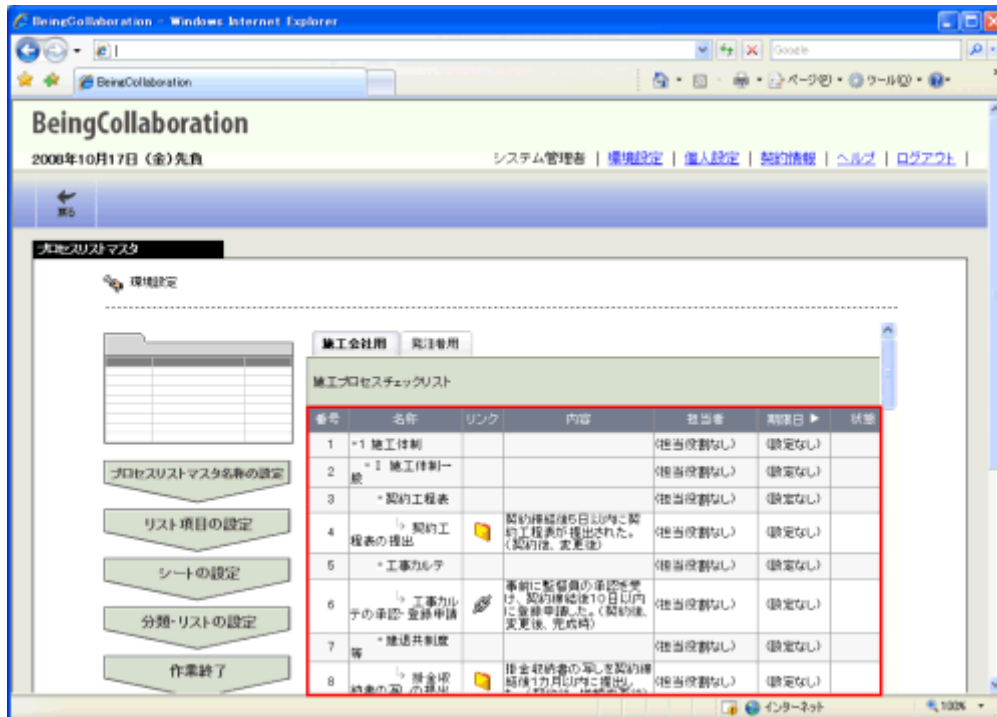 BeingCollaboration - Windows Internet Explorer
Google
BeingCollaboration
ページ(P)
ツール(O)
BeingCollaboration
2008年10月17日（金）先負
システム管理者 | 環境設定 | 個人設定 | 契約情報 | ヘルプ | ログアウト |
戻る
プロセスリストマスタ
環境設定
施工会社用
発注者用
施工プロセスチェックリスト
番号 名称 リンク 内容 担当者 期限日 ▶ 状態
1 *1 施工体制 (担当役割なし) (設定なし)
2 *I 施工体制一般 (担当役割なし) (設定なし)
3 *契約工程表 (担当役割なし) (設定なし)
4 契約工程表の提出 契約締結後5日以内に契約工程表が提出された。（契約後、変更後） (担当役割なし) (設定なし)
5 *工事カルテ (担当役割なし) (設定なし)
6 工事カルテの承認・登録申請 事前に監督員の承認を受け、契約締結後10日以内に登録申請した。（契約後、変更後、完成時） (担当役割なし) (設定なし)
7 *建退共制度等 (担当役割なし) (設定なし)
8 掛金収納書の写しの提出 掛金収納書の写しを契約締結後1カ月以内に提出し (担当役割なし) (設定なし)
プロセスリストマスタ名称の設定
リスト項目の設定
シートの設定
分類・リストの設定
作業終了
インターネット
100%